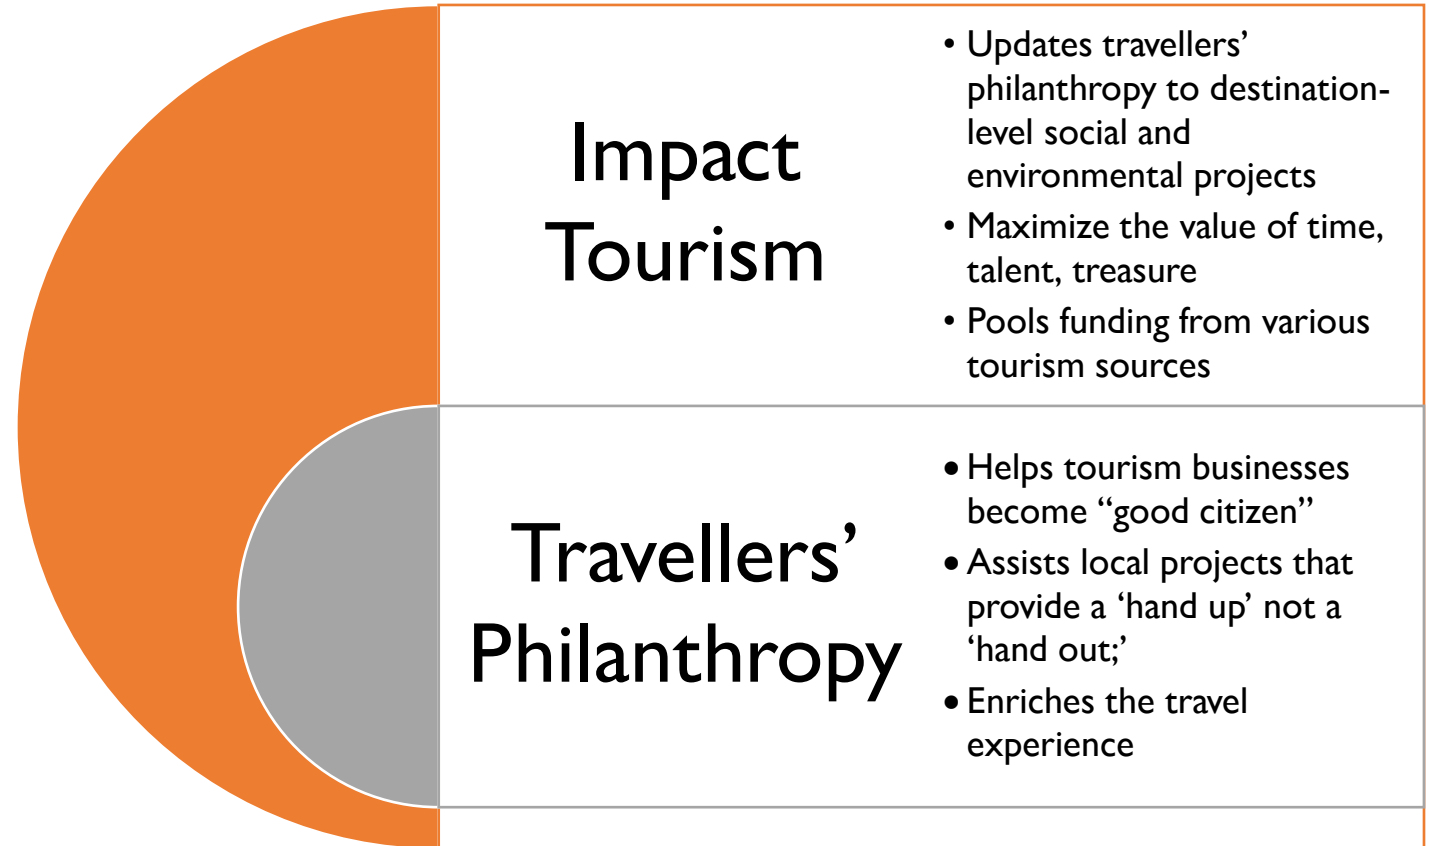 Impact
Tourism
• Updates travellers’
philanthropy to destination-
level social and
environmental projects
• Maximize the value of time,
talent, treasure
• Pools funding from various
tourism sources
Travellers’
Philanthropy
• Helps tourism businesses
become “good citizen”
• Assists local projects that
provide a ‘hand up’ not a
‘hand out;’
• Enriches the travel
experience